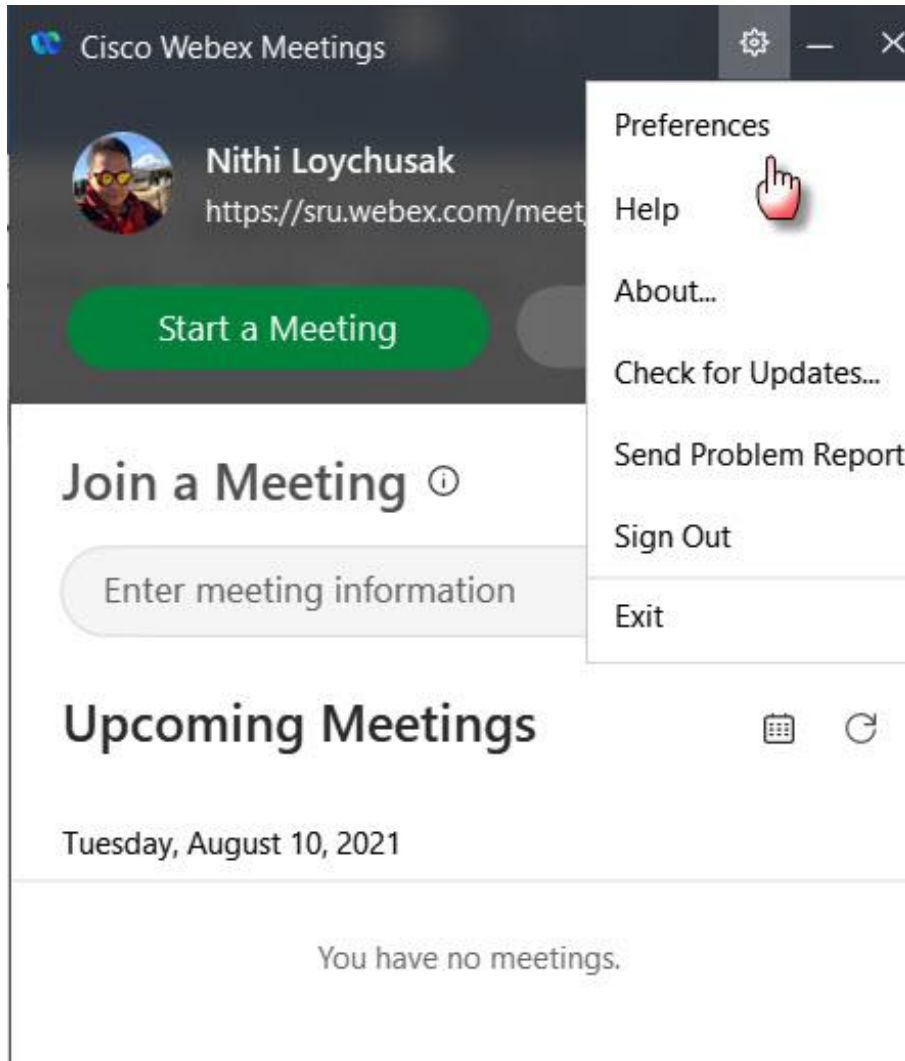 Cisco Webex Meetings
Nithi Loychusak
https://sru.webex.com/meet
Start a Meeting
Preferences
Help
About...
Check for Updates...
Send Problem Report
Sign Out
Exit
Join a Meeting
Enter meeting information
Upcoming Meetings
Tuesday, August 10, 2021
You have no meetings.